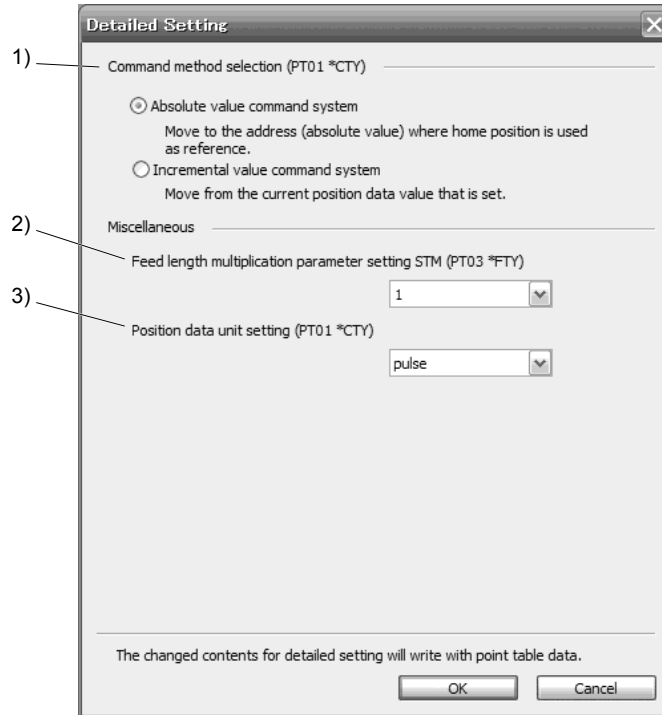 Detailed Setting
1)
Command method selection (PT01 *CTY)
Absolute value command system
Move to the address (absolute value) where home position is used
as reference.
Incremental value command system
Move from the current position data value that is set.
2)
Miscellaneous
Feed length multiplication parameter setting STM (PT03 *FTY)
1
3)
Position data unit setting (PT01 *CTY)
pulse
The changed contents for detailed setting will write with point table data.
OK
Cancel